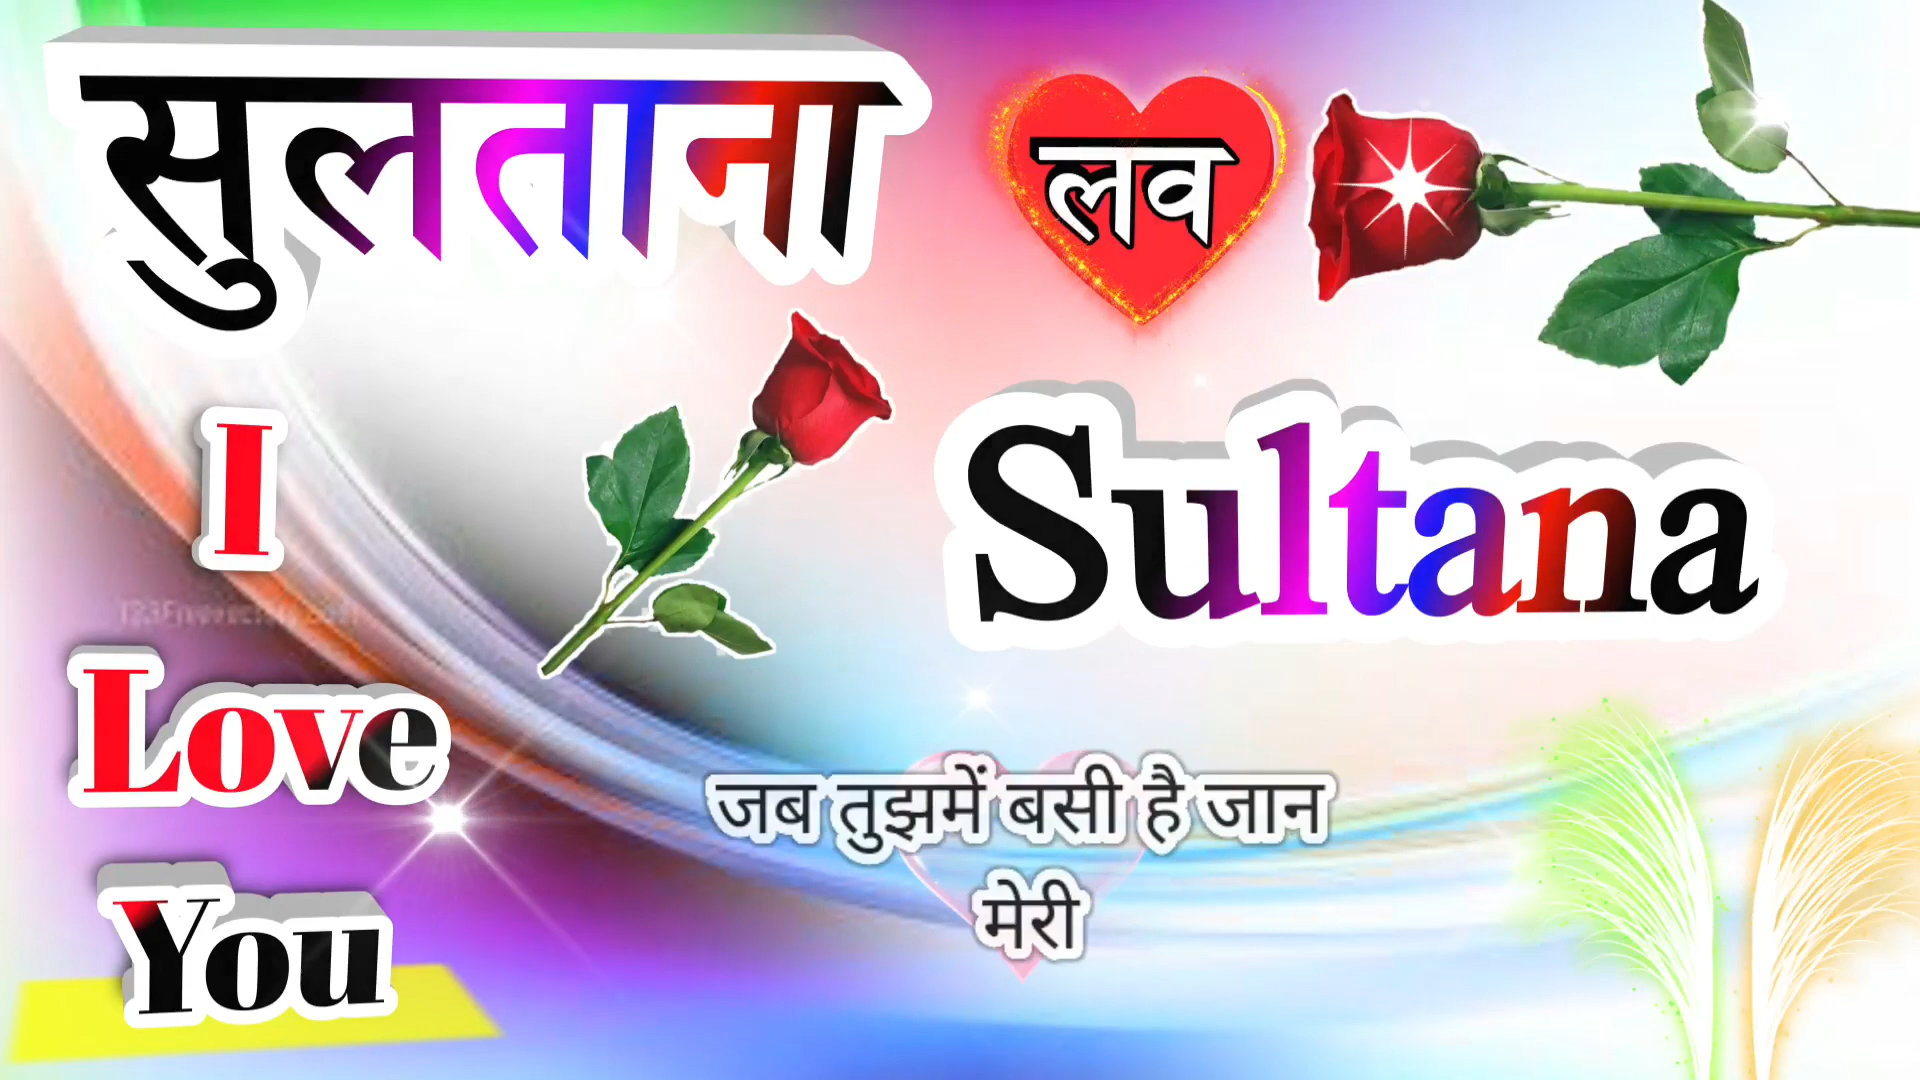 सुलताना
लव
I
Sultana
Love
You
जब तुझमें बसी है जान
मेरी